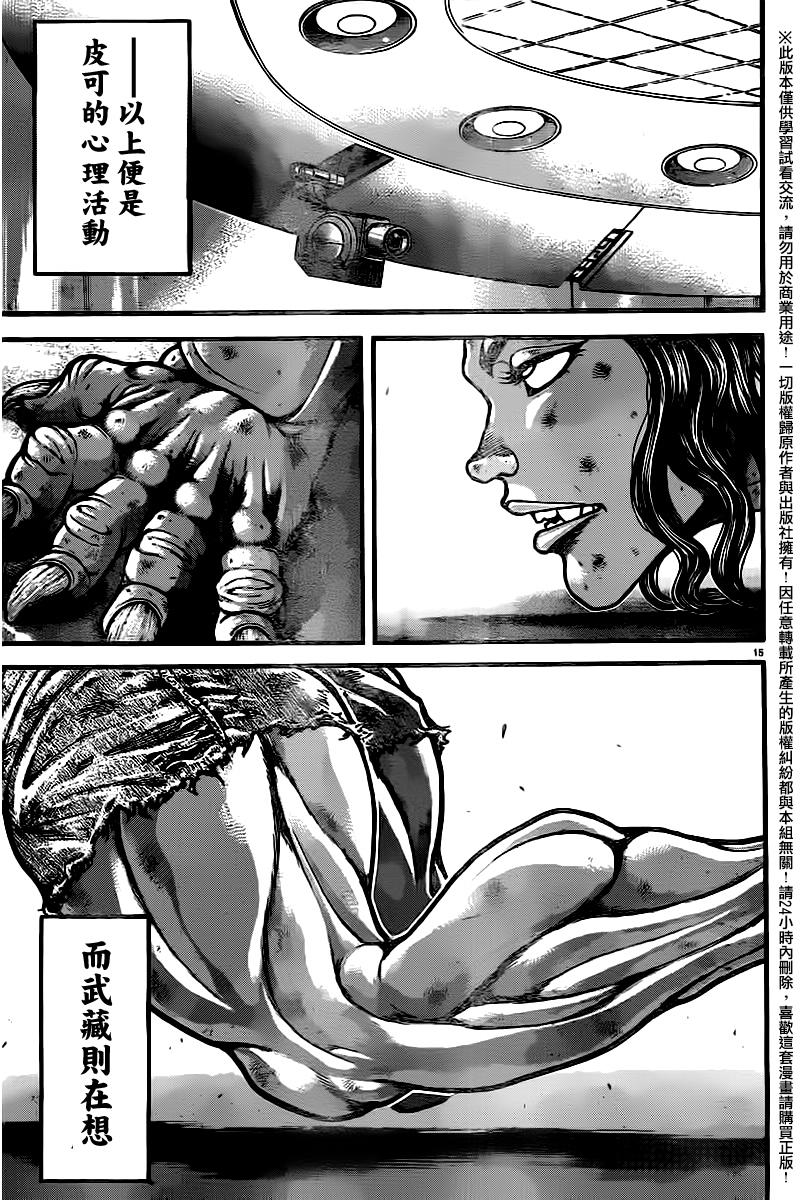 ——以上便是
皮可的心理活動
15
而武藏則在想
※此版本僅供學習試看交流，請勿用於商業用途！一切版權歸原作者與出版社擁有！因任意轉載所產生的版權糾紛都與本組無關！請24小時內刪除，喜歡這套漫畫請購買正版！